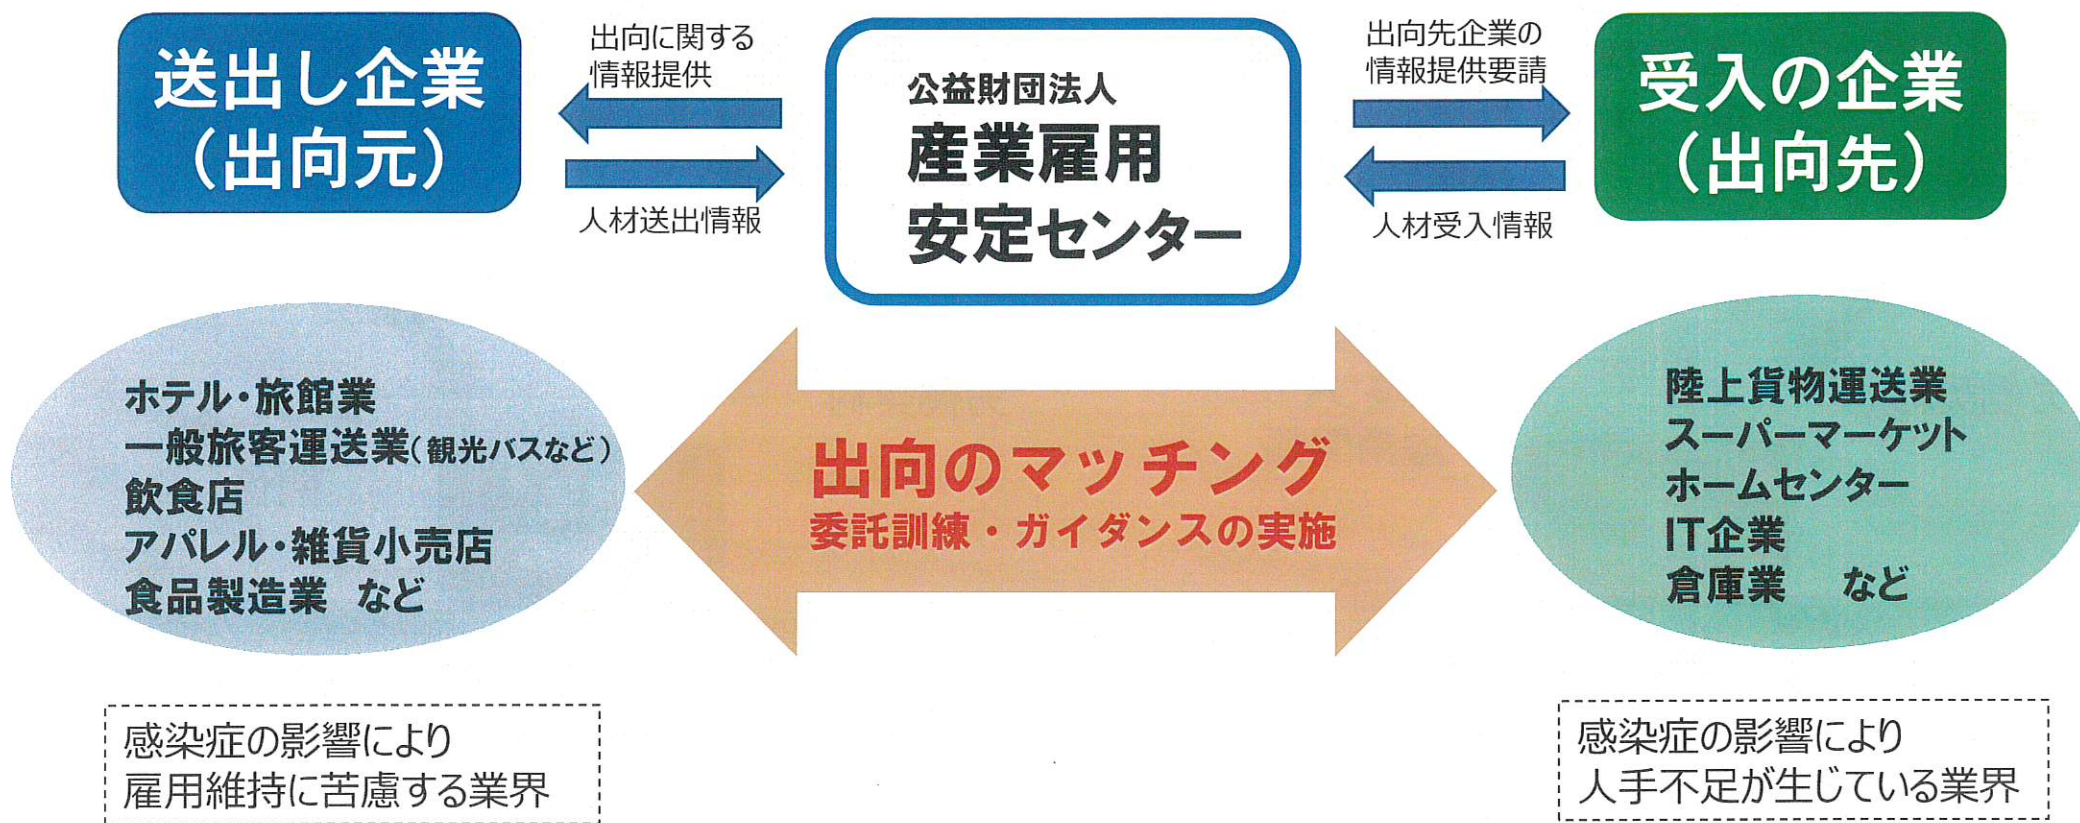 送出し企業
(出向元)
出向に関する
情報提供
人材送出情報
公益財団法人
産業雇用
安定センター
出向先企業の
情報提供要請
人材受入情報
受入の企業
(出向先)
ホテル・旅館業
一般旅客運送業(観光バスなど)
飲食店
アパレル・雑貨小売店
食品製造業 など
出向のマッチング
委託訓練・ガイダンスの実施
陸上貨物運送業
スーパーマーケット
ホームセンター
IT企業
倉庫業 など
感染症の影響により
雇用維持に苦慮する業界
感染症の影響により
人手不足が生じている業界